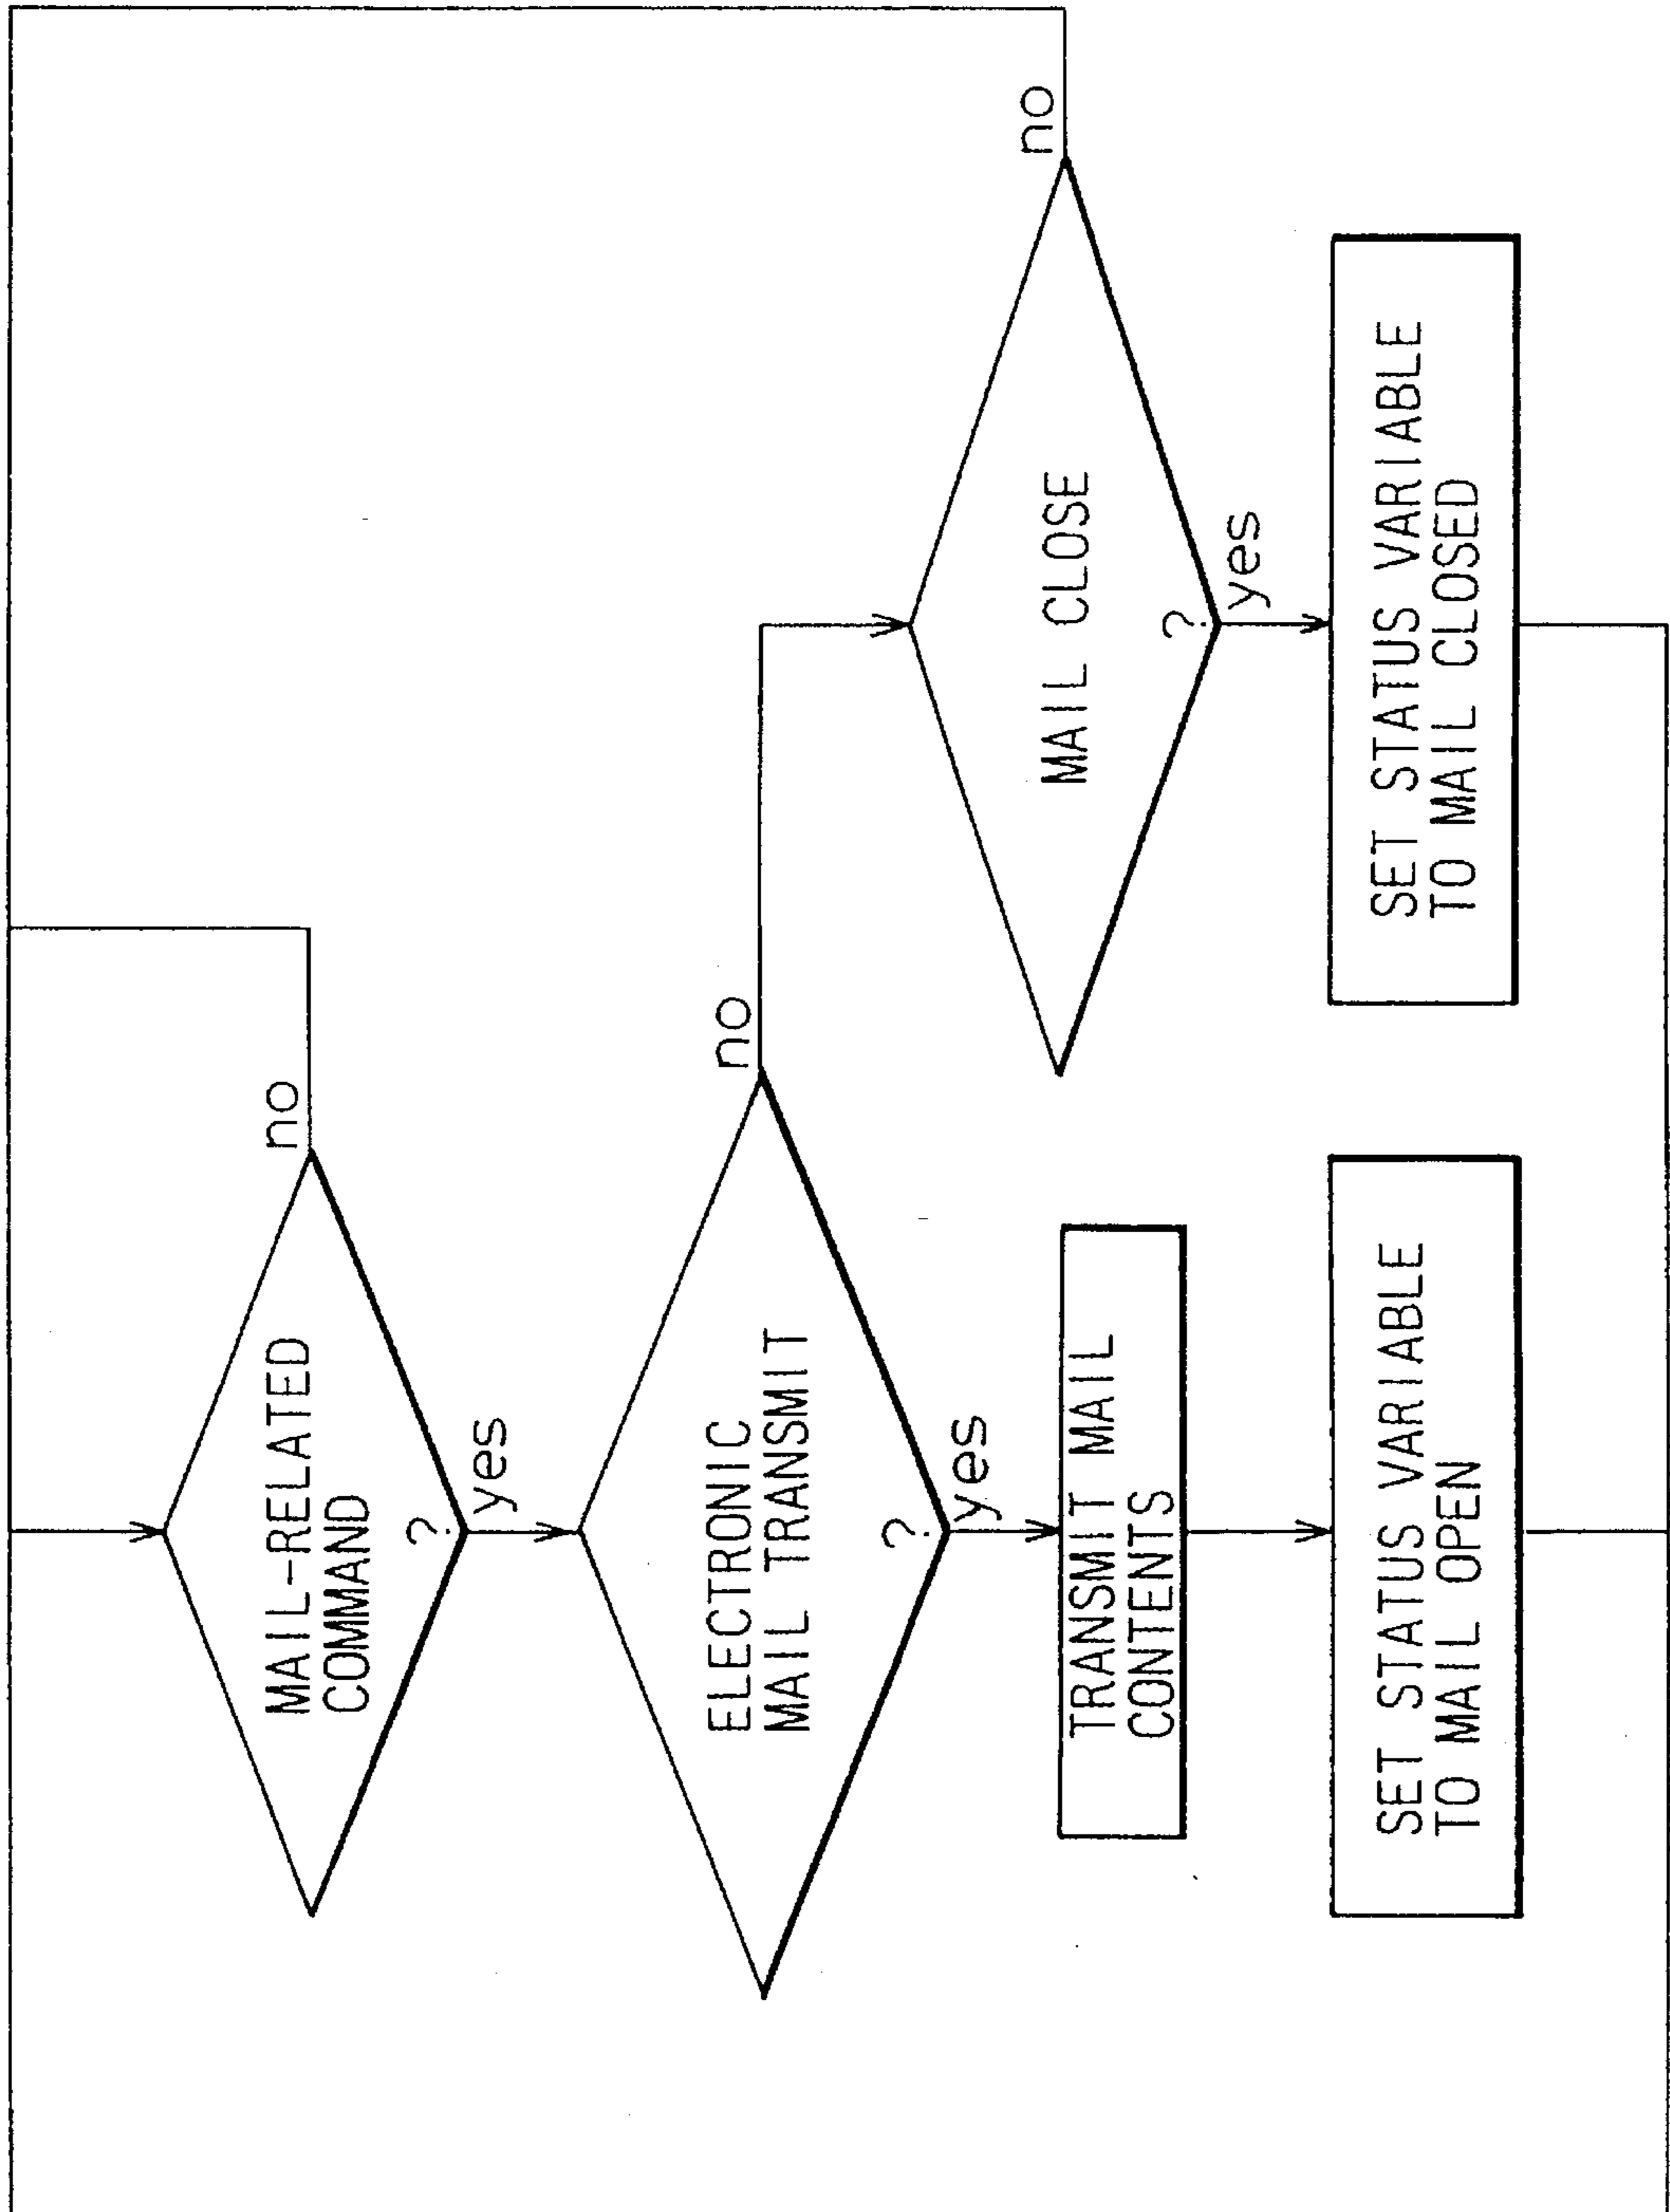 MAIL-RELATED
COMMAND
?
no
yes
ELECTRONIC
MAIL TRANSMIT
?
no
yes
TRANSMIT MAIL
CONTENTS
SET STATUS VARIABLE
TO MAIL OPEN
MAIL CLOSE
?
no
yes
SET STATUS VARIABLE
TO MAIL CLOSED